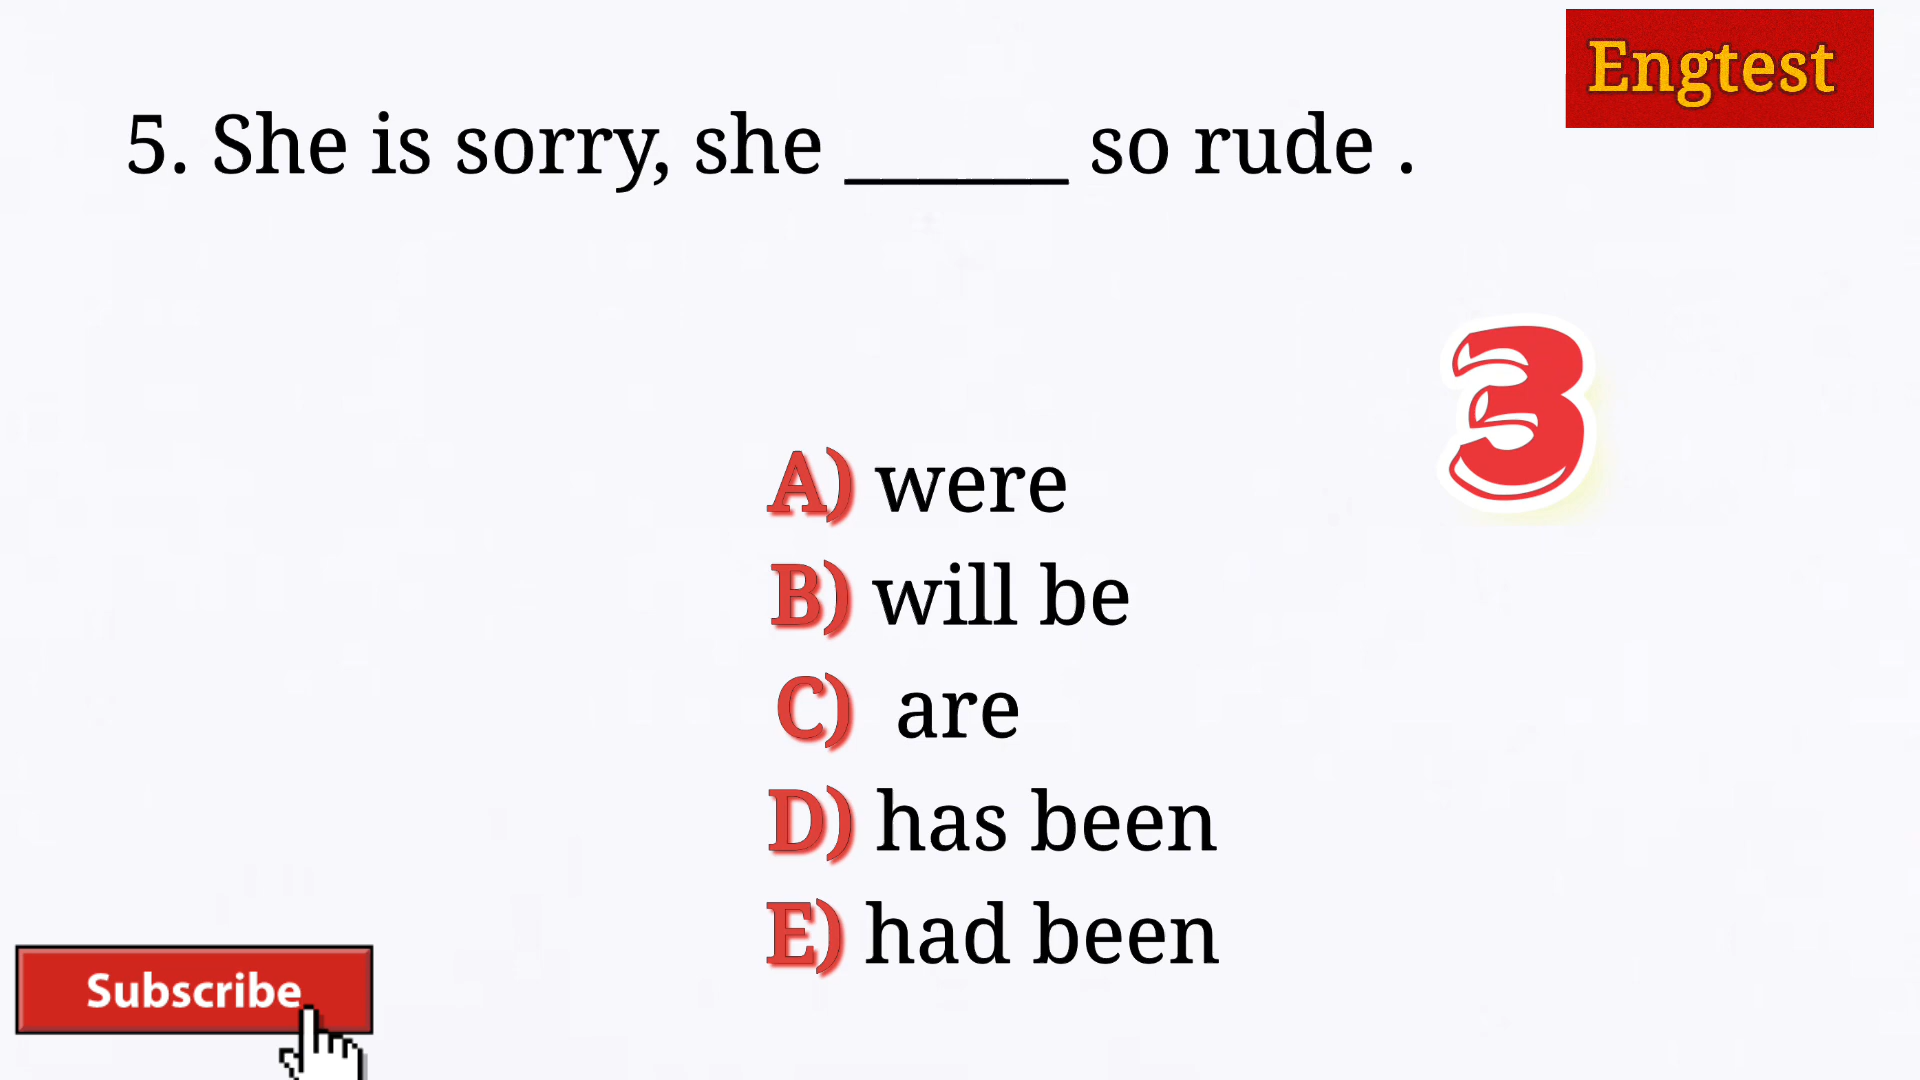 Engtest
5. She is sorry, she ______ so rude .
3
A) were
B) will be
C) are
D) has been
E) had been
Subscribe